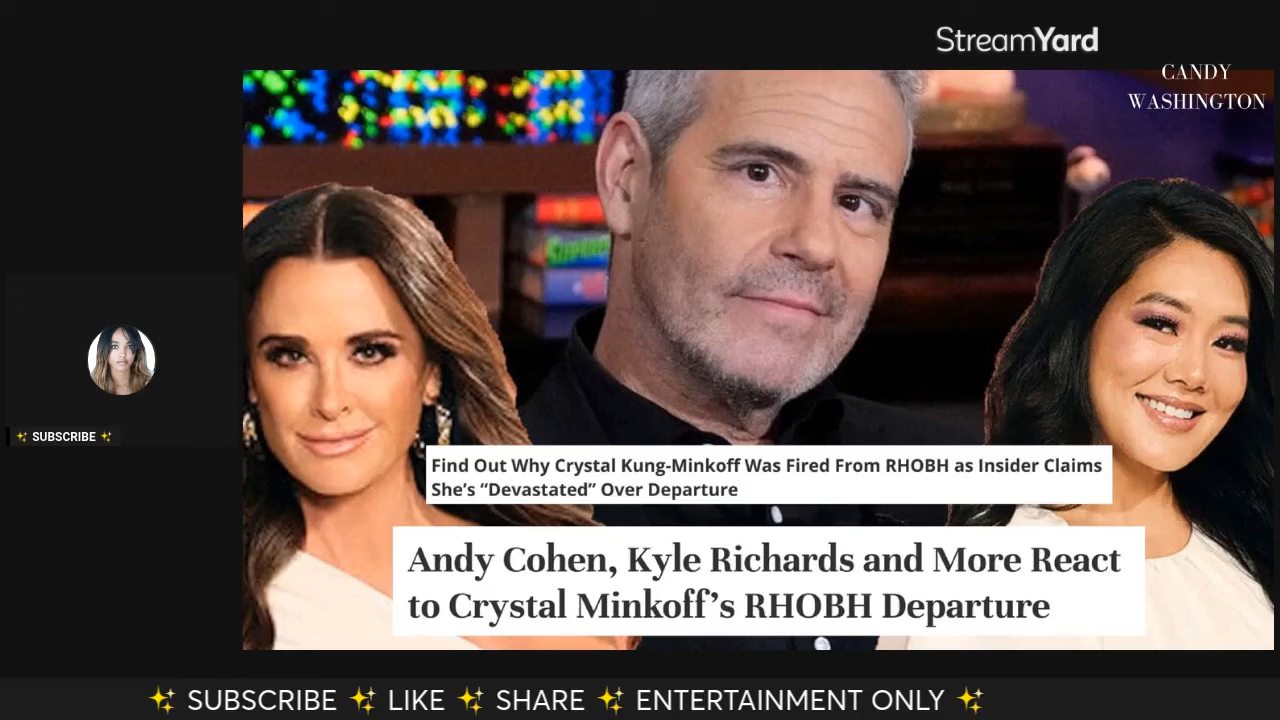 StreamYard
CANDY
WASHINGTON
Find Out Why Crystal Kung-Minkoff Was Fired From RHOBH as Insider Claims
She's “Devastated” Over Departure
Andy Cohen, Kyle Richards and More React
to Crystal Minkoff’s RHOBH Departure
✨ SUBSCRIBE ✨
✨ SUBSCRIBE ✨ LIKE ✨ SHARE ✨ ENTERTAINMENT ONLY ✨